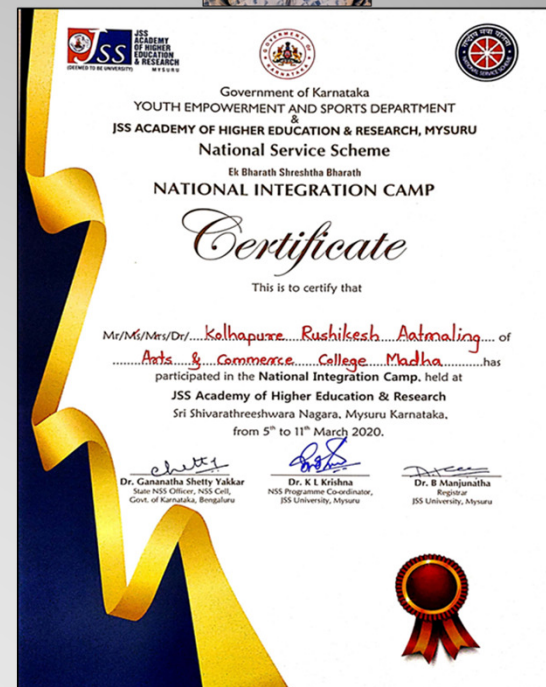 JSS
JSS
ACADEMY
OF HIGHER
EDUCATION
& RESEARCH
MYSURU
(DEEMED TO BE UNIVERSITY)
GOVERNMENT OF KARNATAKA
Government of Karnataka
YOUTH EMPOWERMENT AND SPORTS DEPARTMENT
&
JSS ACADEMY OF HIGHER EDUCATION & RESEARCH, MYSURU
National Service Scheme
Ek Bharath Shreshtha Bharath
NATIONAL INTEGRATION CAMP
Certificate
This is to certify that
Mr/Ms/Mrs/Dr/....Kolhapure Rushikesh Aatmaling.... of
........Arts & Commerce College Madha........has
participated in the National Integration Camp, held at
JSS Academy of Higher Education & Research
Sri Shivarathreeshwara Nagara, Mysuru Karnataka,
from 5th to 11th March 2020.
Dr. Gananatha Shetty Yakkar
State NSS Officer, NSS Cell,
Govt. of Karnataka, Bengaluru
Dr. K L Krishna
NSS Programme Co-ordinator,
JSS University, Mysuru
Dr. B Manjunatha
Registrar
JSS University, Mysuru